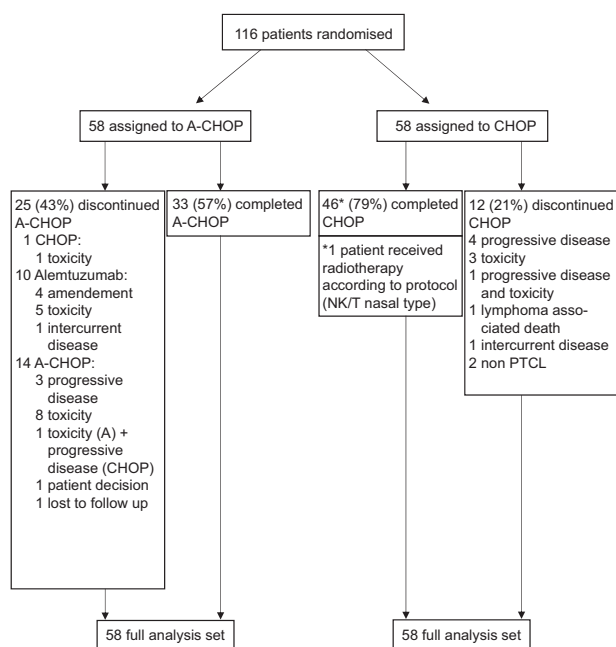 116 patients randomised
58 assigned to A-CHOP
58 assigned to CHOP
25 (43%) discontinued
A-CHOP
1 CHOP:
1 toxicity
10 Alemtuzumab:
4 amendement
5 toxicity
1 intercurrent
disease
14 A-CHOP:
3 progressive
disease
8 toxicity
1 toxicity (A) +
progressive
disease (CHOP)
1 patient decision
1 lost to follow up
33 (57%) completed
A-CHOP
46* (79%) completed
CHOP
*1 patient received
radiotherapy
according to protocol
(NK/T nasal type)
12 (21%) discontinued
CHOP
4 progressive disease
3 toxicity
1 progressive disease
and toxicity
1 lymphoma asso-
ciated death
1 intercurrent disease
2 non PTCL
58 full analysis set
58 full analysis set